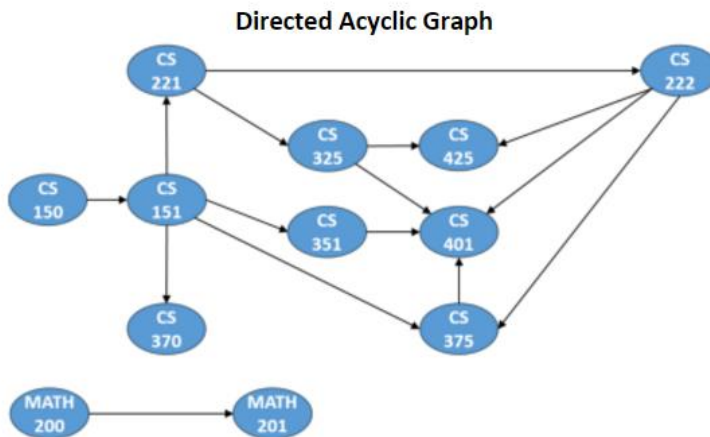 Directed Acyclic Graph
CS
221
CS
222
CS
325
CS
425
CS
150
CS
151
CS
351
CS
401
CS
370
CS
375
MATH
200
MATH
201